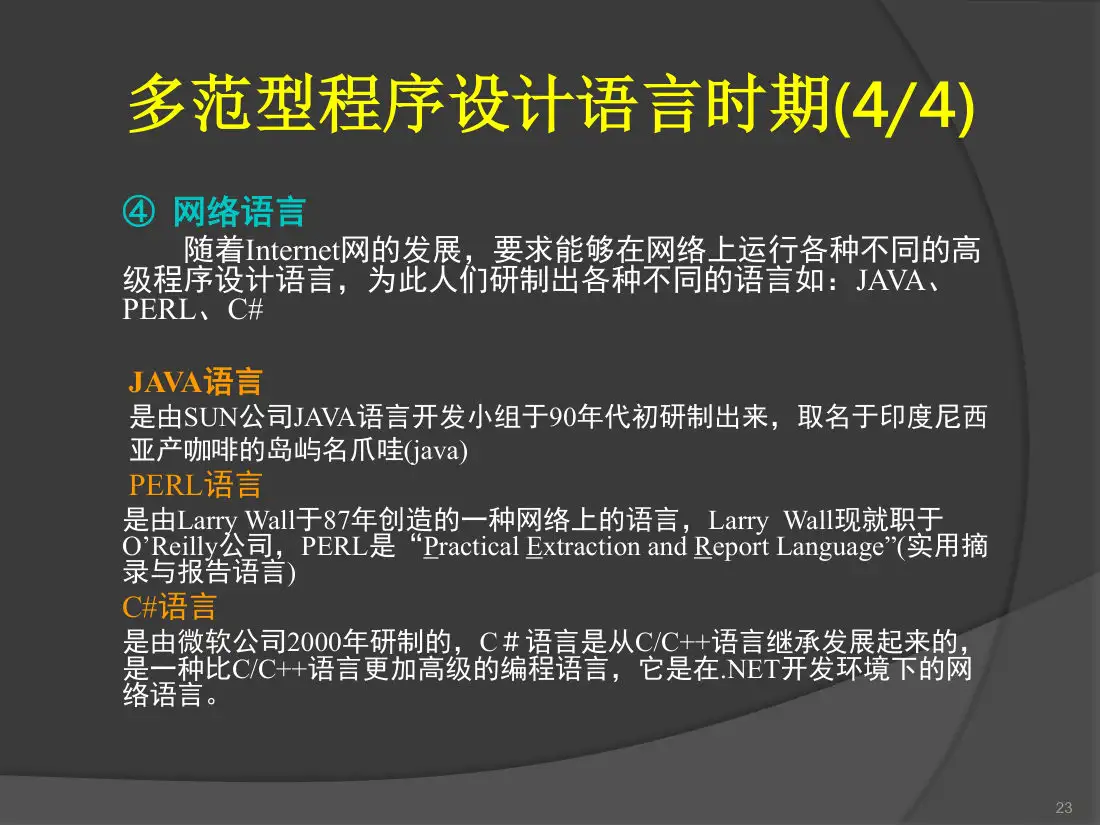 多范型程序设计语言时期(4/4)
④ 网络语言
随着Internet网的发展，要求能够在网络上运行各种不同的高
级程序设计语言，为此人们研制出各种不同的语言如：JAVA、
PERL、C#
JAVA语言
是由SUN公司JAVA语言开发小组于90年代初研制出来，取名于印度尼西
亚产咖啡的岛屿名爪哇(java)
PERL语言
是由Larry Wall于87年创造的一种网络上的语言，Larry Wall现就职于
O’Reilly公司，PERL是“Practical Extraction and Report Language”(实用摘
录与报告语言)
C#语言
是由微软公司2000年研制的，C＃语言是从C/C++语言继承发展起来的，
是一种比C/C++语言更加高级的编程语言，它是在.NET开发环境下的网
络语言。
23